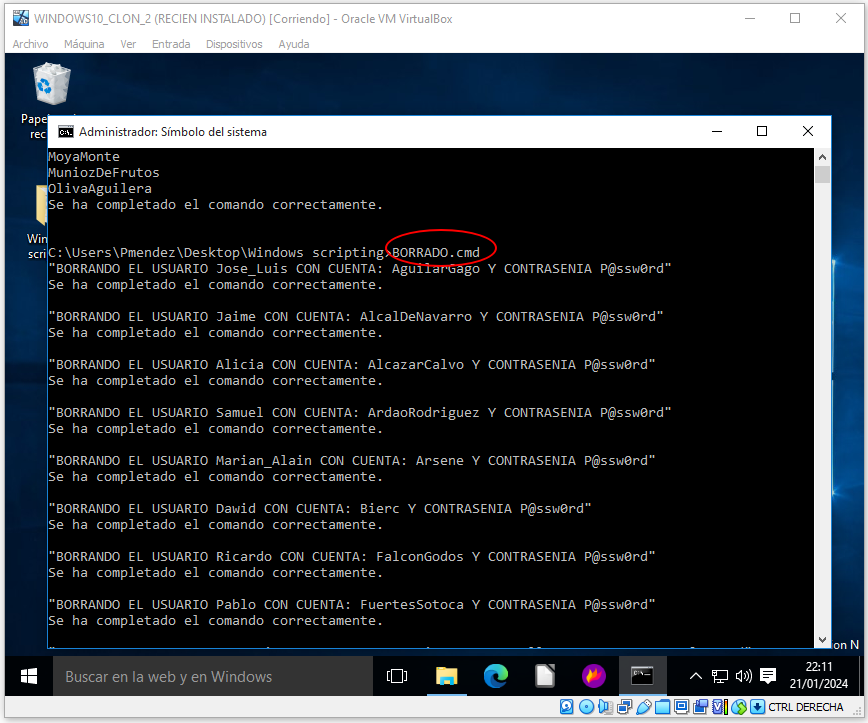 WINDOWS10_CLON_2 (RECIEN INSTALADO) [Corriendo] - Oracle VM VirtualBox
Archivo Máquina Ver Entrada Dispositivos Ayuda
Administrador: Símbolo del sistema
MoyaMonte
MuniozDeFrutos
OlivaAguilera
Se ha completado el comando correctamente.
C:\Users\Pmendez\Desktop\Windows scripting>BORRADO.cmd
"BORRANDO EL USUARIO Jose_Luis CON CUENTA: AguilarGago Y CONTRASENIA P@ssw0rd"
Se ha completado el comando correctamente.
"BORRANDO EL USUARIO Jaime CON CUENTA: AlcalDeNavarro Y CONTRASENIA P@ssw0rd"
Se ha completado el comando correctamente.
"BORRANDO EL USUARIO Alicia CON CUENTA: AlcazarCalvo Y CONTRASENIA P@ssw0rd"
Se ha completado el comando correctamente.
"BORRANDO EL USUARIO Samuel CON CUENTA: ArdaoRodriguez Y CONTRASENIA P@ssw0rd"
Se ha completado el comando correctamente.
"BORRANDO EL USUARIO Marian_Alain CON CUENTA: Arsene Y CONTRASENIA P@ssw0rd"
Se ha completado el comando correctamente.
"BORRANDO EL USUARIO Dawid CON CUENTA: Bierc Y CONTRASENIA P@ssw0rd"
Se ha completado el comando correctamente.
"BORRANDO EL USUARIO Ricardo CON CUENTA: FalconGodos Y CONTRASENIA P@ssw0rd"
Se ha completado el comando correctamente.
"BORRANDO EL USUARIO Pablo CON CUENTA: FuertesSotoca Y CONTRASENIA P@ssw0rd"
Se ha completado el comando correctamente.
Buscar en la web y en Windows
22:11
21/01/2024
CTRL DERECHA